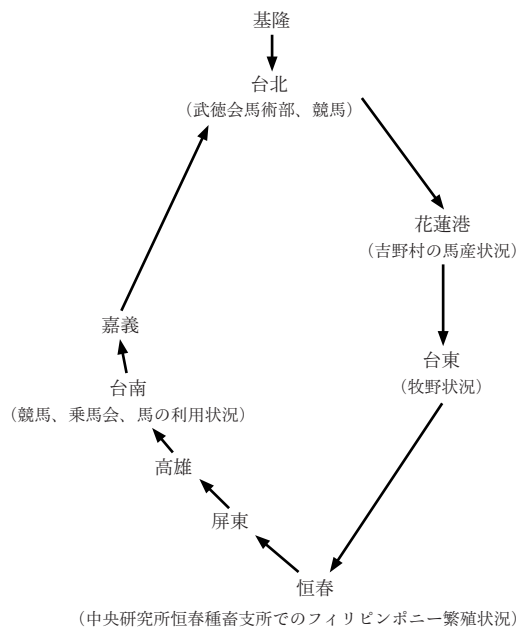 基隆
台北
（武徳会馬術部、競馬）
花蓮港
（吉野村の馬産状況）
台東
（牧野状況）
恒春
（中央研究所恒春種畜支所でのフィリピンポニー繁殖状況）
屏東
高雄
台南
（競馬、乗馬会、馬の利用状況）
嘉義